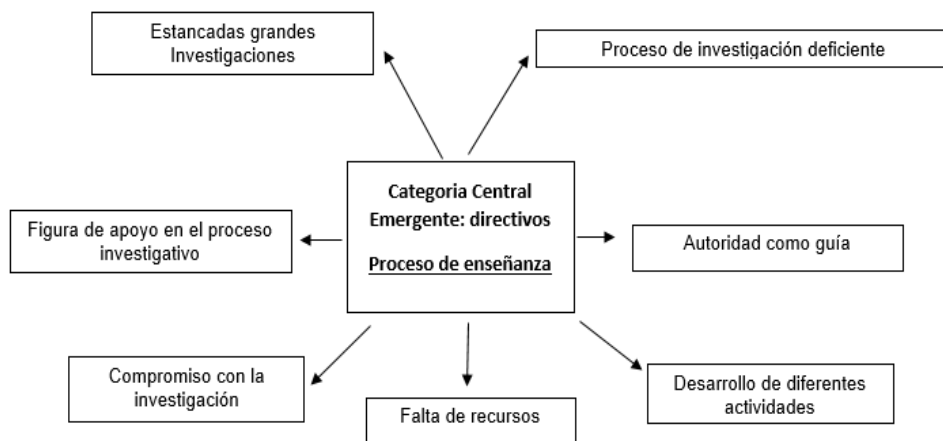 Estancadas grandes
Investigaciones
Proceso de investigación deficiente
Categoria Central
Emergente: directivos
Proceso de enseñanza
Figura de apoyo en el proceso
investigativo
Autoridad como guía
Compromiso con la
investigación
Falta de recursos
Desarrollo de diferentes
actividades